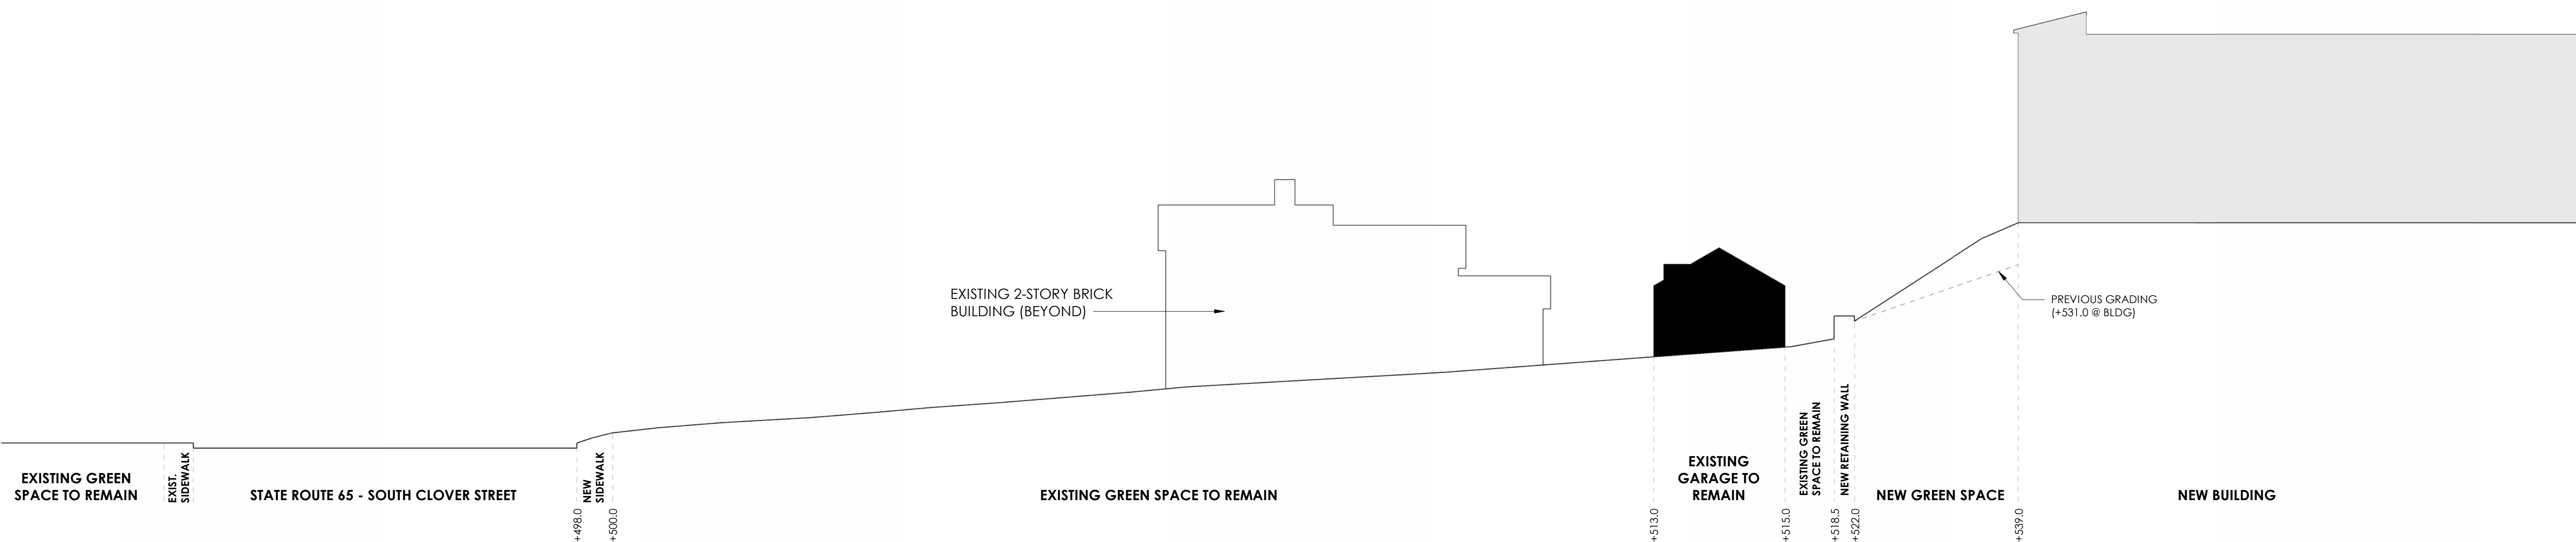 EXISTING 2-STORY BRICK
BUILDING (BEYOND)
PREVIOUS GRADING
(+531.0 @ BLDG)
EXISTING GREEN
SPACE TO REMAIN
EXIST.
SIDEWALK
STATE ROUTE 65 - SOUTH CLOVER STREET
NEW
SIDEWALK
EXISTING GREEN SPACE TO REMAIN
EXISTING
GARAGE TO
REMAIN
EXISTING GREEN
SPACE TO REMAIN
NEW RETAINING WALL
NEW GREEN SPACE
NEW BUILDING
+498.0
+500.0
+513.0
+515.0
+518.5
+522.0
+539.0